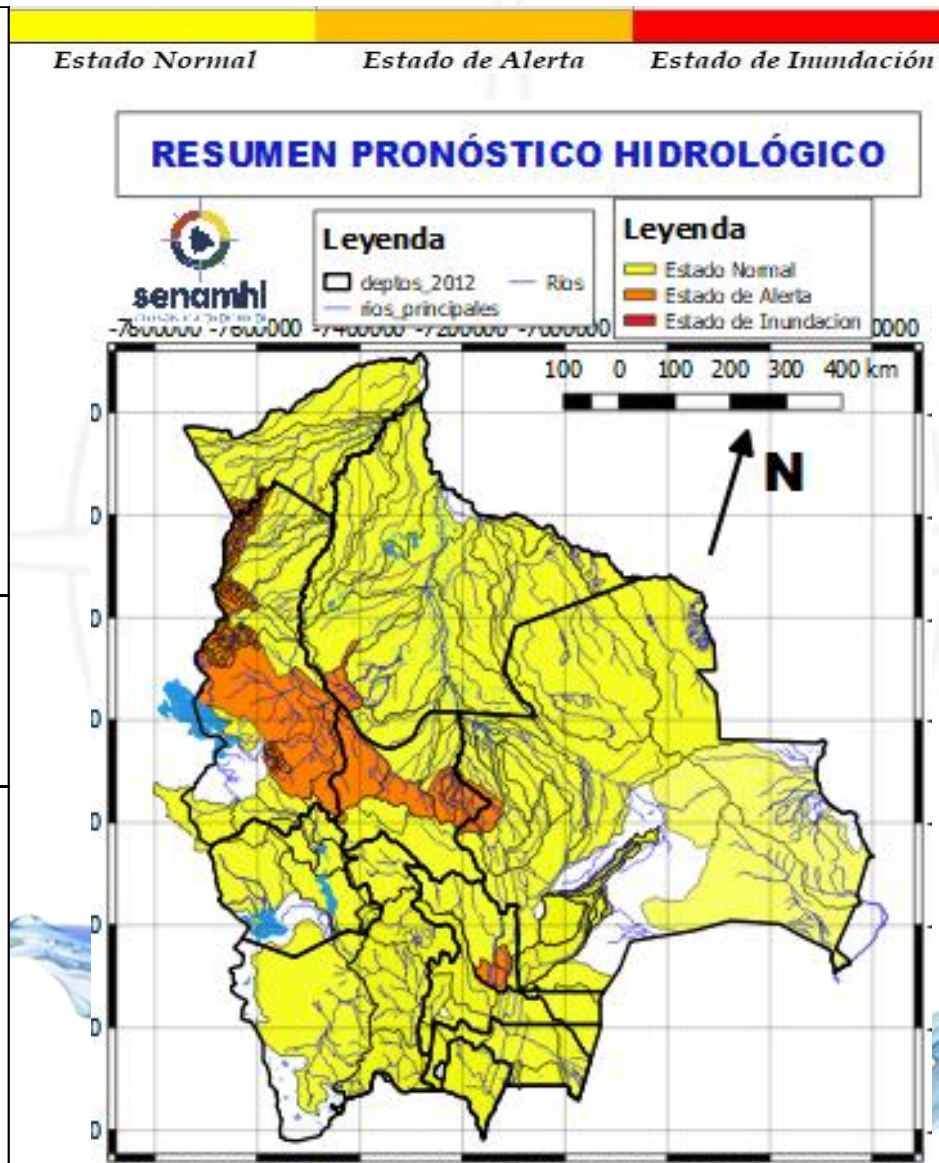 Estado Normal Estado de Alerta Estado de Inundación
RESUMEN PRONÓSTICO HIDROLÓGICO
senamhi
Leyenda
deptos_2012 Rios
rios_principales
Leyenda
Estado Normal
Estado de Alerta
Estado de Inundacion
-7600000 -7400000 -7200000 -7000000
100 0 100 200 300 400 km
N